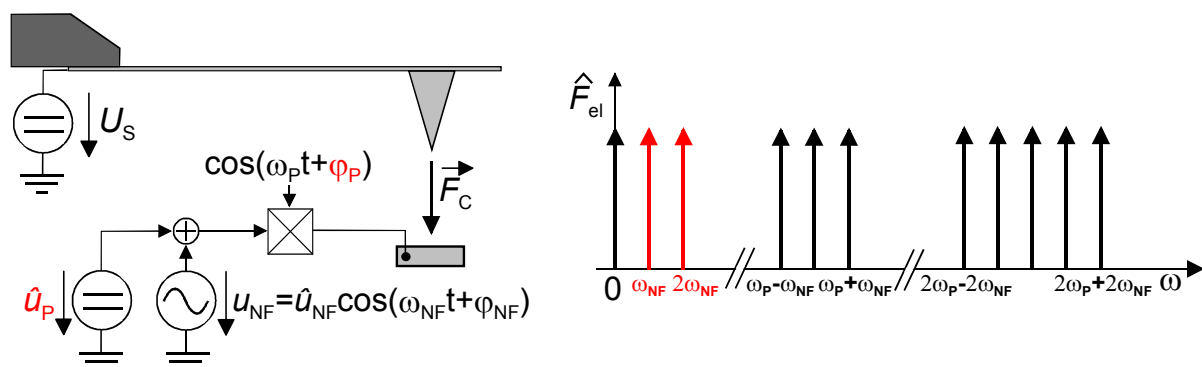 U_S
cos(ω_Pt+φ_P)
F_C
û_P
u_NF=û_NFcos(ω_NFt+φ_NF)
F̂_el
0 ω_NF 2ω_NF ω_P-ω_NF ω_P+ω_NF 2ω_P-2ω_NF 2ω_P+2ω_NF ω